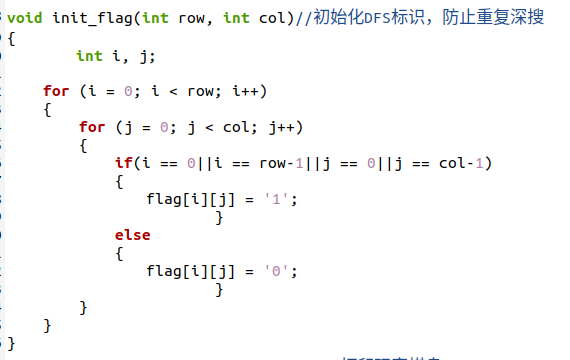 void init_flag(int row, int col)//初始化DFS标识，防止重复深搜
{
int i, j;
for (i = 0; i < row; i++)
{
for (j = 0; j < col; j++)
{
if(i == 0||i == row-1||j == 0||j == col-1)
{
flag[i][j] = '1';
}
else
{
flag[i][j] = '0';
}
}
}
}